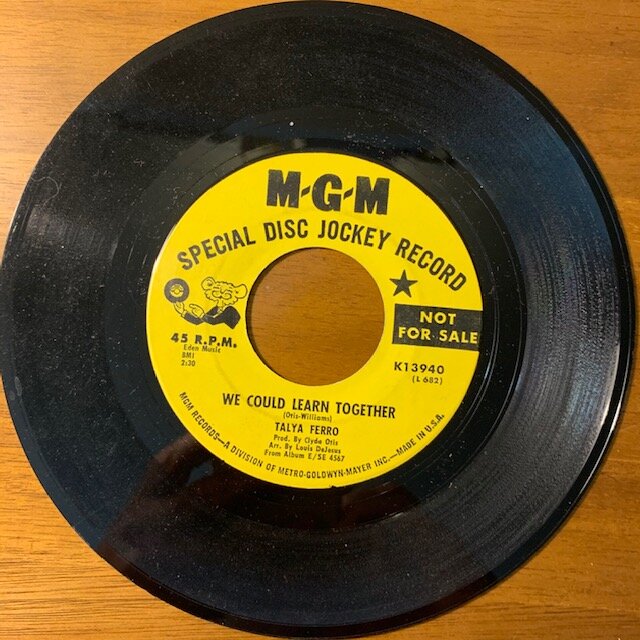 M-G-M
SPECIAL DISC JOCKEY RECORD
NOT
FOR SALE
45 R.P.M.
Eden Music
BMI
2:30
K13940
(L 682)
WE COULD LEARN TOGETHER
(Otis-Williams)
TALYA FERRO
Prod. By Clyde Otis
Arr. By Louis DeJesus
(From Album E/SE 4567
MGM RECORDS—A DIVISION OF METRO-GOLDWYN-MAYER INC.—MADE IN U.S.A.